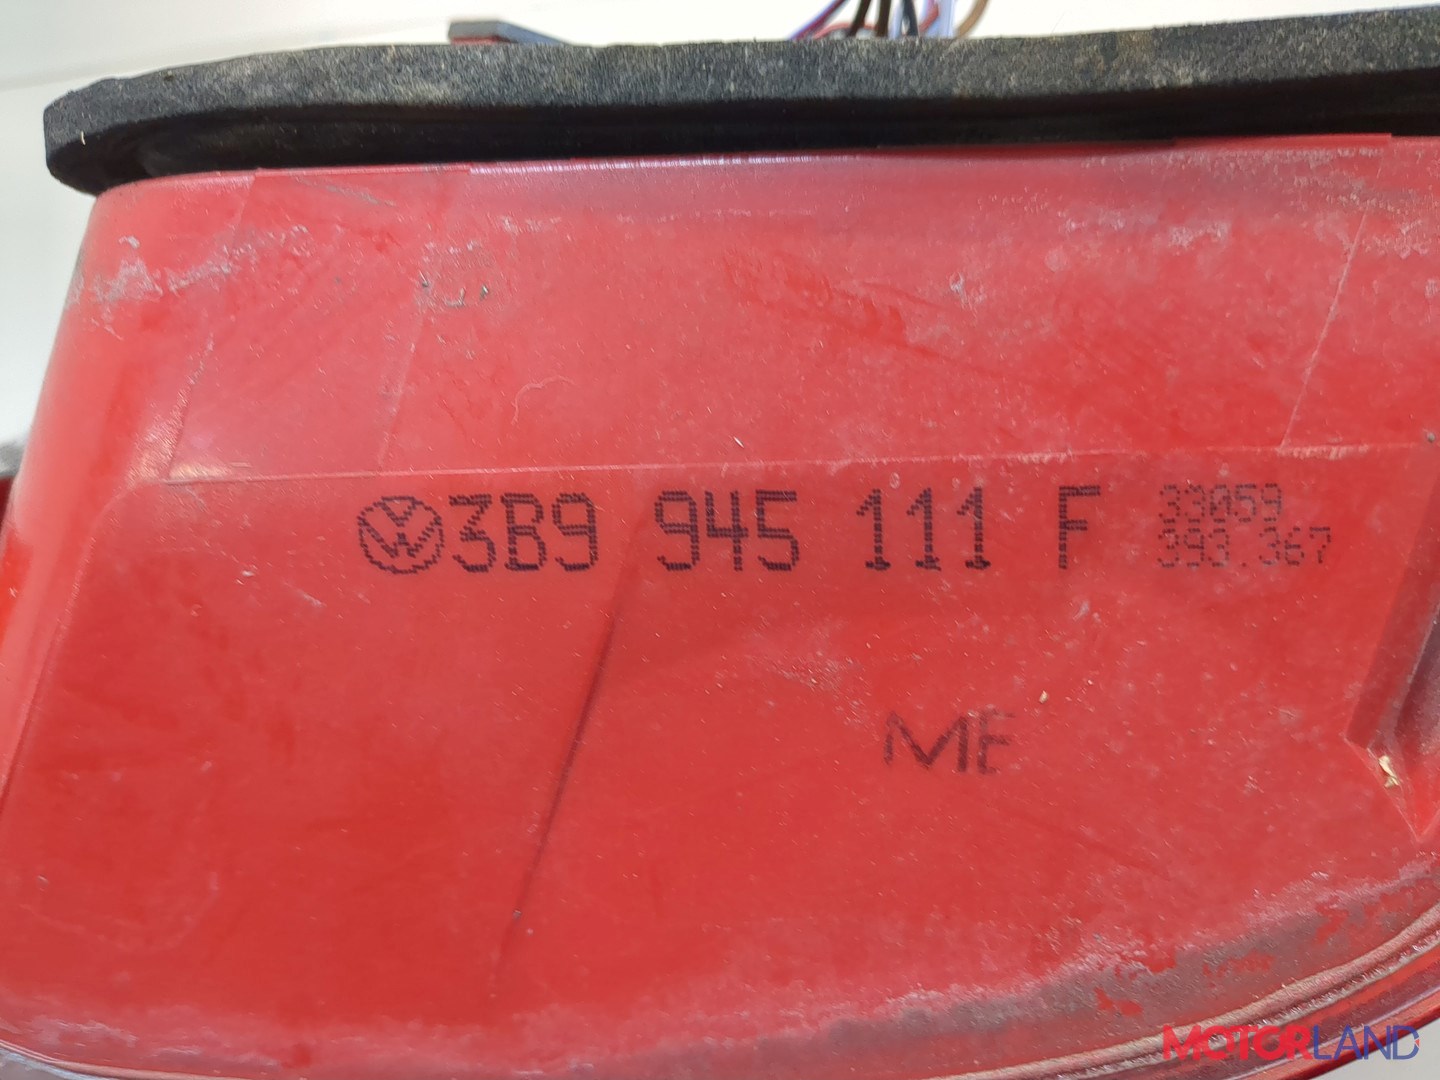 3B9 945 111 F
33059
393.367
ME
MOTORLAND